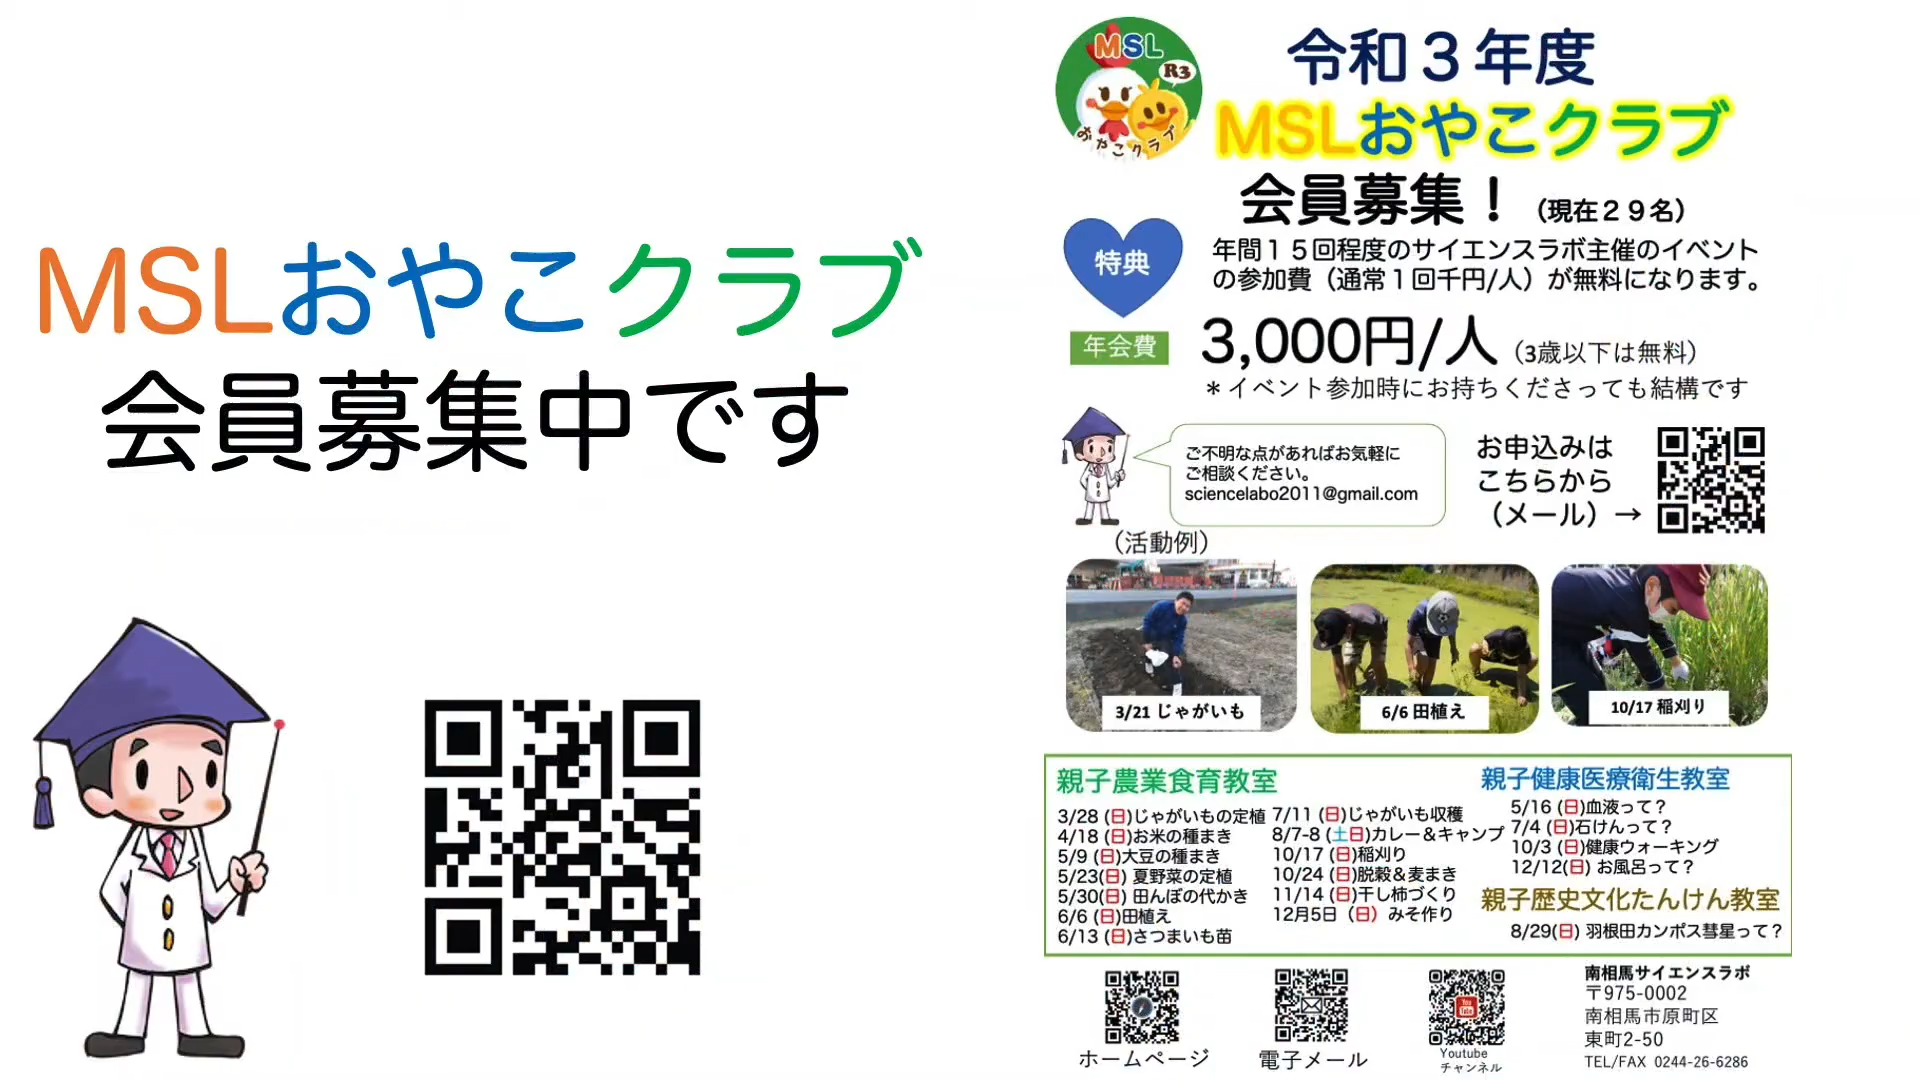 MSLおやこクラブ
会員募集中です
MSL
R3
おやこクラブ
令和３年度
MSLおやこクラブ
会員募集！（現在２９名）
特典
年間１５回程度のサイエンスラボ主催のイベント
の参加費（通常１回千円/人）が無料になります。
年会費
3,000円/人（3歳以下は無料）
＊イベント参加時にお持ちくださっても結構です
ご不明な点があればお気軽に
ご相談ください。
sciencelabo2011@gmail.com
お申込みは
こちらから
（メール）→
（活動例）
3/21 じゃがいも
6/6 田植え
10/17 稲刈り
親子農業食育教室
3/28 (日)じゃがいもの定植
4/18 (日)お米の種まき
5/9 (日)大豆の種まき
5/23(日) 夏野菜の定植
5/30(日) 田んぼの代かき
6/6 (日)田植え
6/13 (日)さつまいも苗
7/11 (日)じゃがいも収穫
8/7-8 (土日)カレー＆キャンプ
10/17 (日)稲刈り
10/24 (日)脱穀＆麦まき
11/14 (日)干し柿づくり
12月5日（日）みそ作り
親子健康医療衛生教室
5/16 (日)血液って？
7/4 (日)石けんって？
10/3 (日)健康ウォーキング
12/12(日) お風呂って？
親子歴史文化たんけん教室
8/29(日) 羽根田カンポス彗星って？
ホームページ
電子メール
You
Tube
Youtube
チャンネル
南相馬サイエンスラボ
〒975-0002
南相馬市原町区
東町2-50
TEL/FAX 0244-26-6286